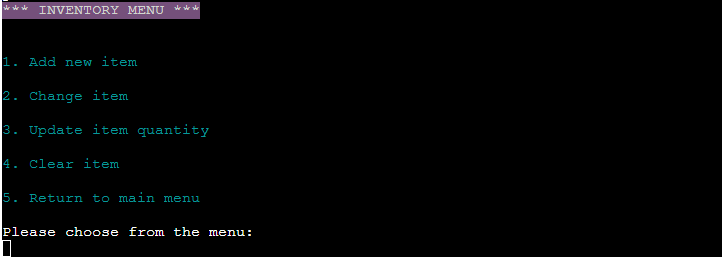 *** INVENTORY MENU ***
1. Add new item
2. Change item
3. Update item quantity
4. Clear item
5. Return to main menu
Please choose from the menu: